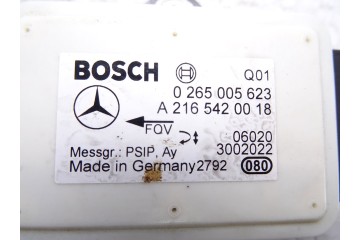 BOSCH Q01
0 265 005 623
A 216 542 00 18
FOV
06020
Messgr.: PSIP, Ay 3002022
Made in Germany2792 080